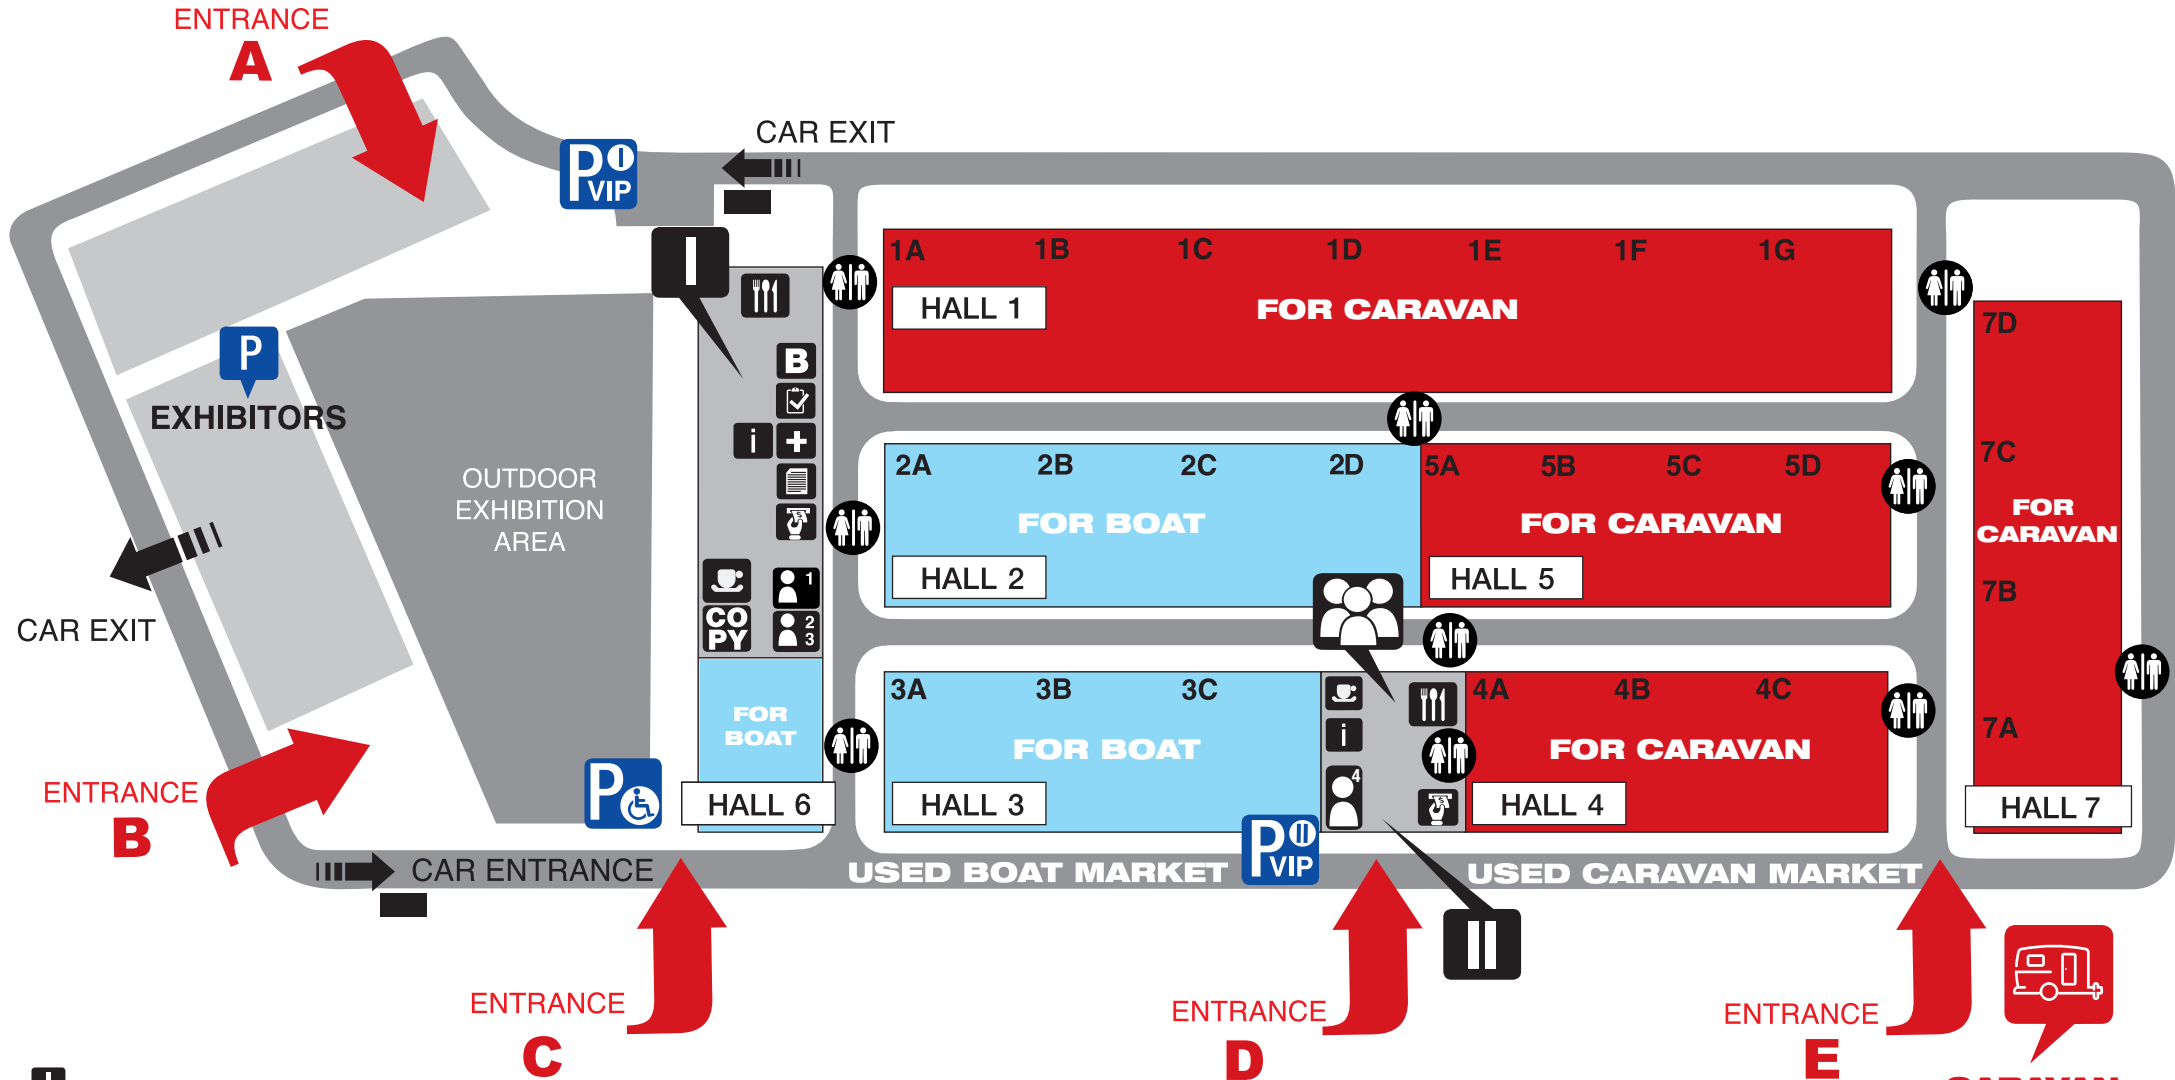 ENTRANCE
A
CAR EXIT
P I
VIP
I
1A 1B 1C 1D 1E 1F 1G
HALL 1
FOR CARAVAN
7D
P
EXHIBITORS
B
i
OUTDOOR
EXHIBITION
AREA
2A 2B 2C 2D
FOR BOAT
HALL 2
5A 5B 5C 5D
FOR CARAVAN
HALL 5
7C
FOR
CARAVAN
7B
7A
HALL 7
CAR EXIT
1
CO
PY
2
3
FOR
BOAT
HALL 6
3A 3B 3C
FOR BOAT
HALL 3
i
4
4A 4B 4C
FOR CARAVAN
HALL 4
P
ENTRANCE
B
CAR ENTRANCE
USED BOAT MARKET
P II
VIP
USED CARAVAN MARKET
II
ENTRANCE
C
ENTRANCE
D
ENTRANCE
E
CARAVAN